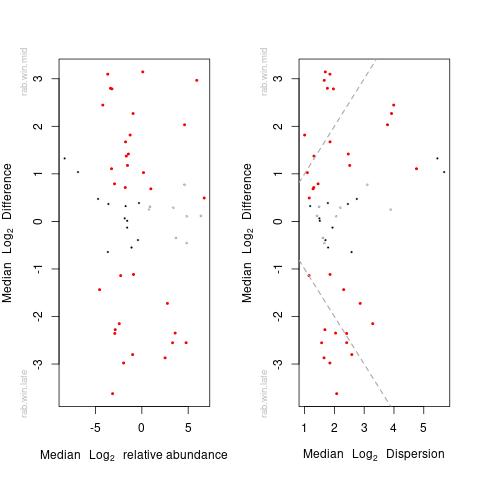 rab.win.mid
rab.win.late
Median Log2 Difference
3
2
1
0
-1
-2
-3
-5
0
5
Median Log2 relative abundance
rab.win.mid
rab.win.late
Median Log2 Difference
3
2
1
0
-1
-2
-3
1
2
3
4
5
Median Log2 Dispersion